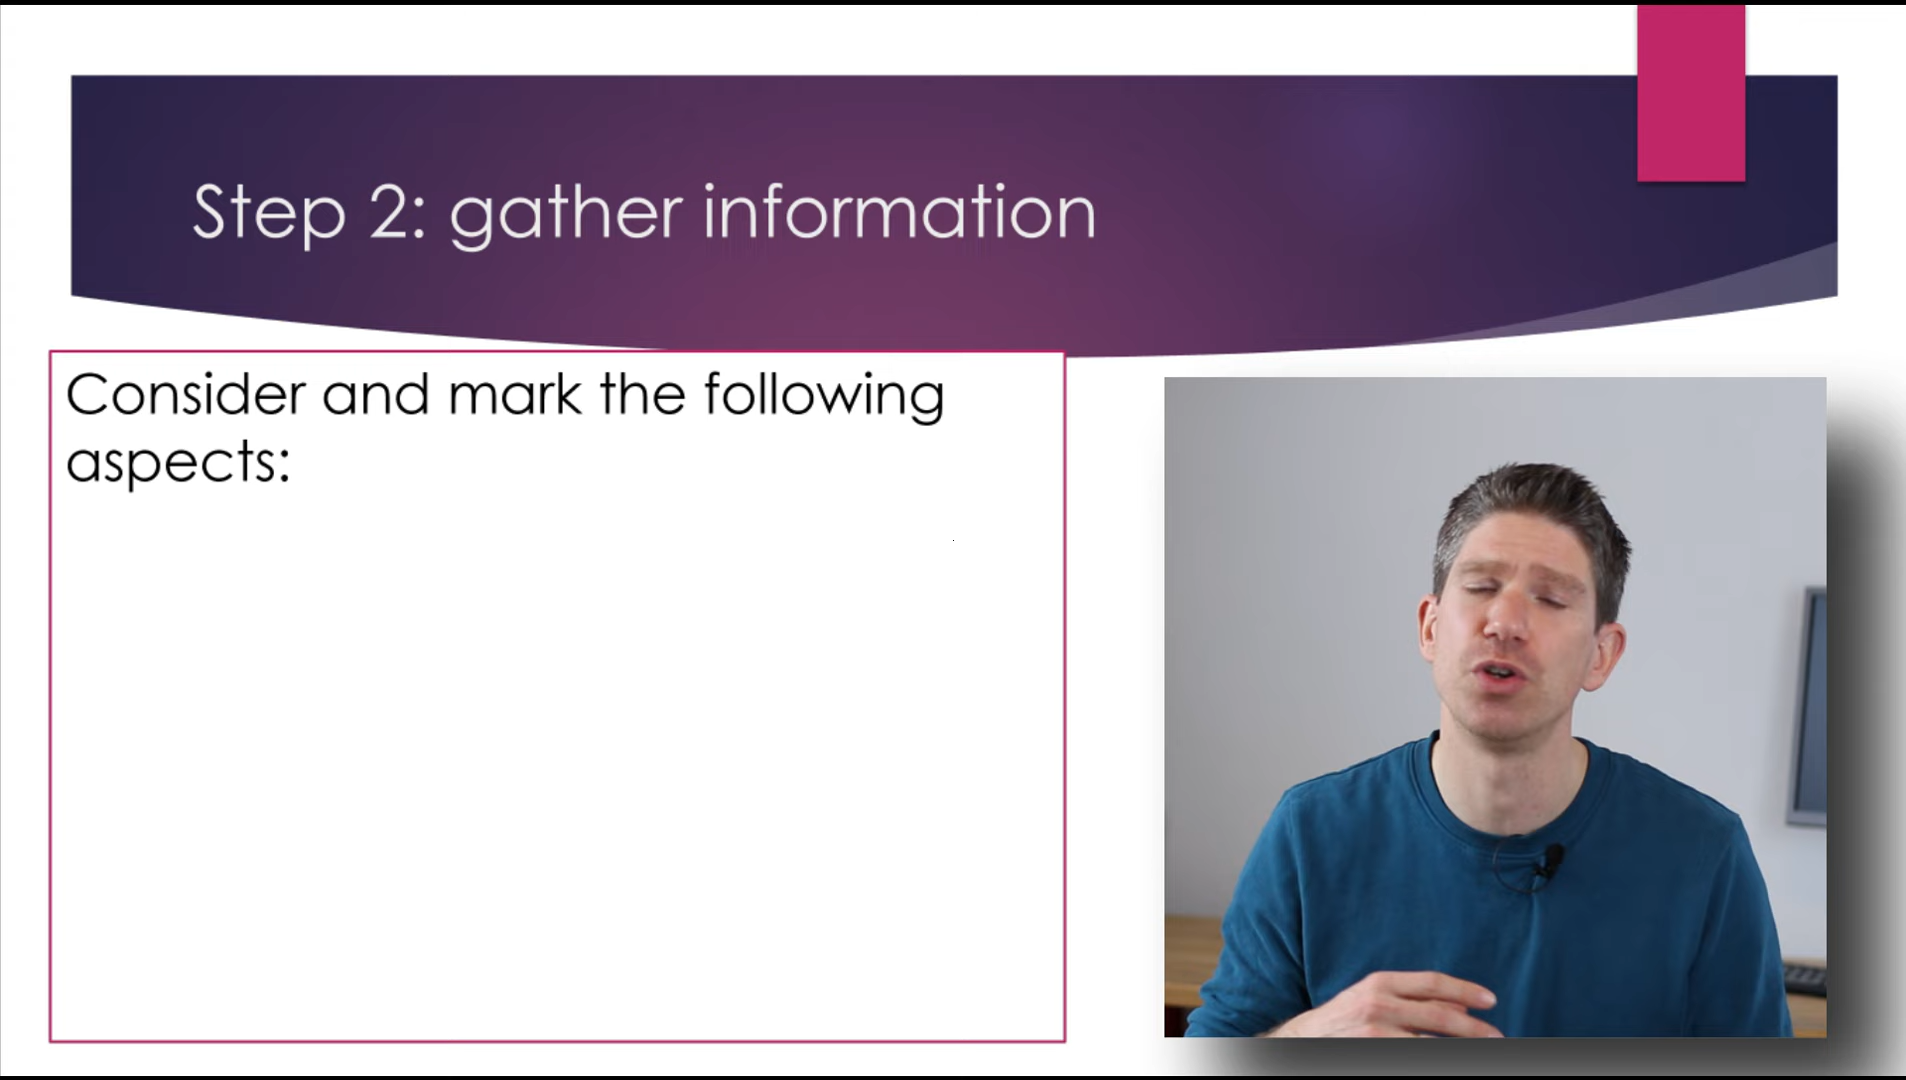 Step 2: gather information
Consider and mark the following
aspects: